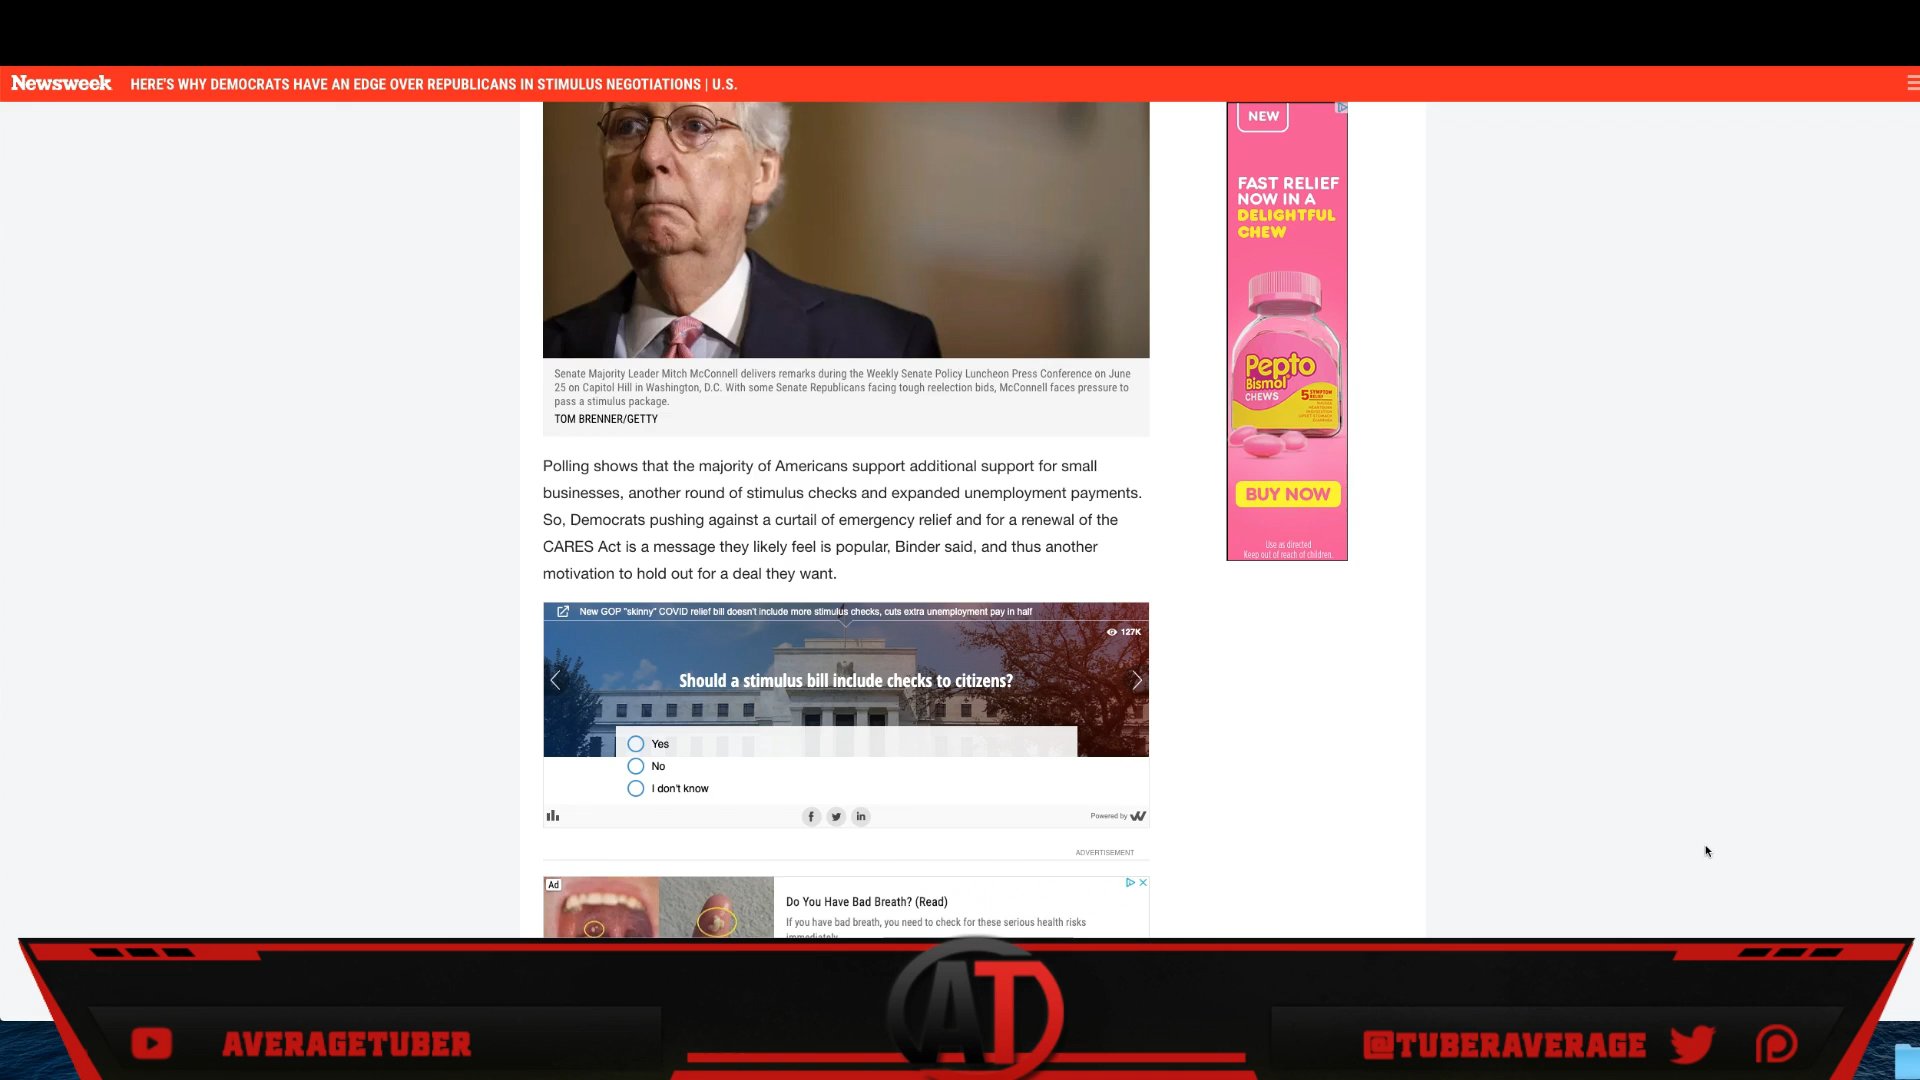 Newsweek HERE'S WHY DEMOCRATS HAVE AN EDGE OVER REPUBLICANS IN STIMULUS NEGOTIATIONS | U.S.
Senate Majority Leader Mitch McConnell delivers remarks during the Weekly Senate Policy Luncheon Press Conference on June
25 on Capitol Hill in Washington, D.C. With some Senate Republicans facing tough reelection bids, McConnell faces pressure to
pass a stimulus package.
TOM BRENNER/GETTY
Polling shows that the majority of Americans support additional support for small
businesses, another round of stimulus checks and expanded unemployment payments.
So, Democrats pushing against a curtail of emergency relief and for a renewal of the
CARES Act is a message they likely feel is popular, Binder said, and thus another
motivation to hold out for a deal they want.
New GOP "skinny" COVID relief bill doesn't include more stimulus checks, cuts extra unemployment pay in half
127K
Should a stimulus bill include checks to citizens?
Yes
No
I don't know
Powered by
ADVERTISEMENT
Ad
Do You Have Bad Breath? (Read)
If you have bad breath, you need to check for these serious health risks
immediately
NEW
FAST RELIEF
NOW IN A
DELIGHTFUL
CHEW
Pepto
Bismol
CHEWS
5 SYMPTOM
RELIEF
BUY NOW
Use as directed
Keep out of reach of children.
AT
AVERAGETUBER
@TUBERAVERAGE